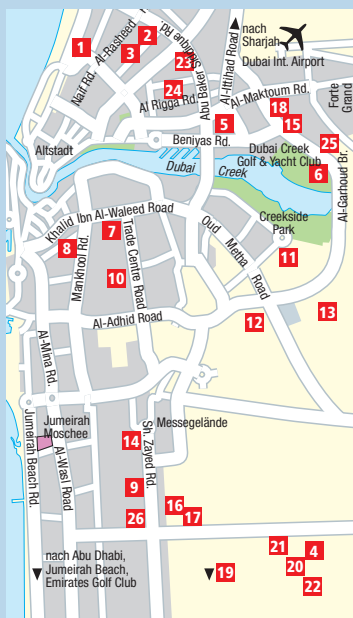 nach
Sharjah
Dubai Int. Airport
1
2
3
Al-Rasheed Rd.
Naif Rd.
23
Abu Baker Siddique Rd.
Al-Ittihad Road
24
Al Rigga Rd.
Al-Maktoum Rd.
18
15
5
Forte
Grand
25
6
Beniyas Rd.
Altstadt
Dubai Creek
Dubai Creek
Golf & Yacht Club
Al-Garhoud Br.
Khalid Ibn Al-Waleed Road
7
8
Mankhool Rd.
Trade Centre Road
10
Oud Metha Road
Creekside
Park
11
Al-Adhid Road
12
13
Al-Mina Rd.
Jumeirah
Moschee
Jumeirah Beach Rd.
Al-Wasl Road
Messegelände
14
Sh. Zayed Rd.
9
16
26
17
nach Abu Dhabi,
Jumeirah Beach,
Emirates Golf Club
19
21
4
20
22